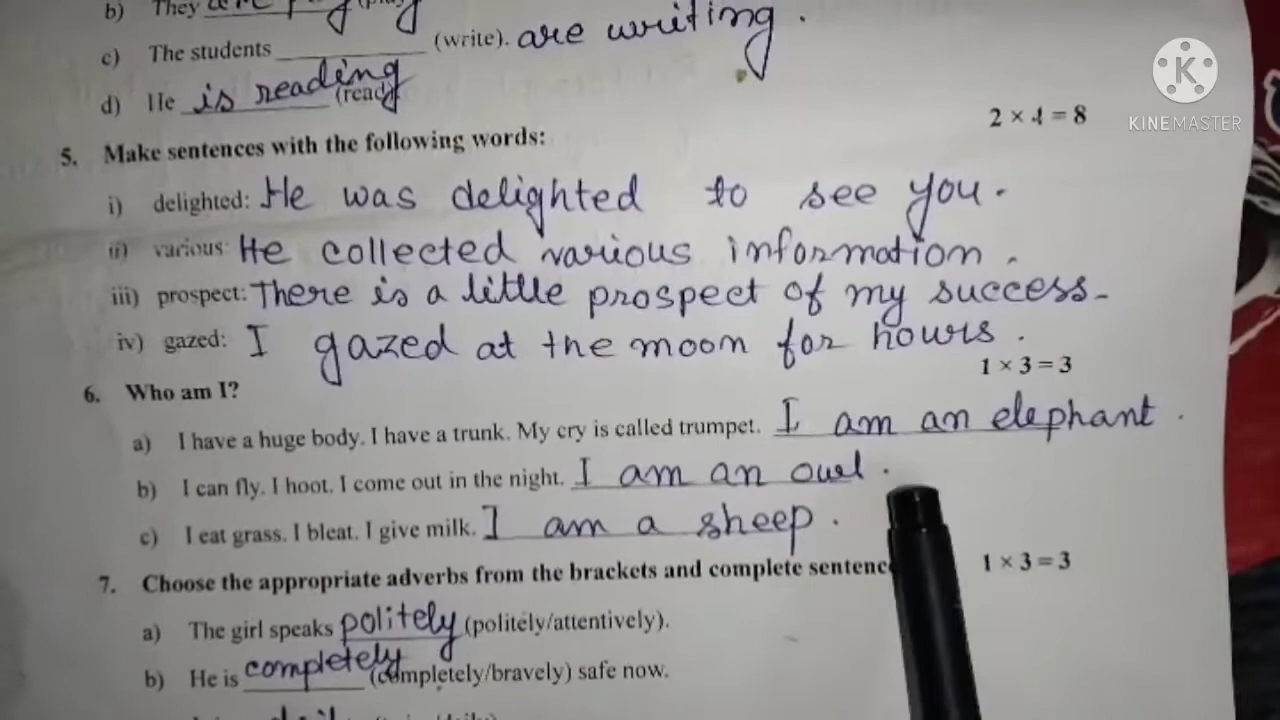 b) They are
c) The students ____________ (write). are writing.
d) He is reading (read)
KINEMASTER
2 × 4 = 8
5. Make sentences with the following words:
i) delighted: He was delighted to see you.
ii) various: He collected various information.
iii) prospect: There is a little prospect of my success.
iv) gazed: I gazed at the moon for hours.
1 × 3 = 3
6. Who am I?
a) I have a huge body. I have a trunk. My cry is called trumpet. I am an elephant.
b) I can fly. I hoot. I come out in the night. I am an owl.
c) I eat grass. I bleat. I give milk. I am a sheep.
7. Choose the appropriate adverbs from the brackets and complete sentenc 1 × 3 = 3
a) The girl speaks politely (politely/attentively).
b) He is completely (completely/bravely) safe now.